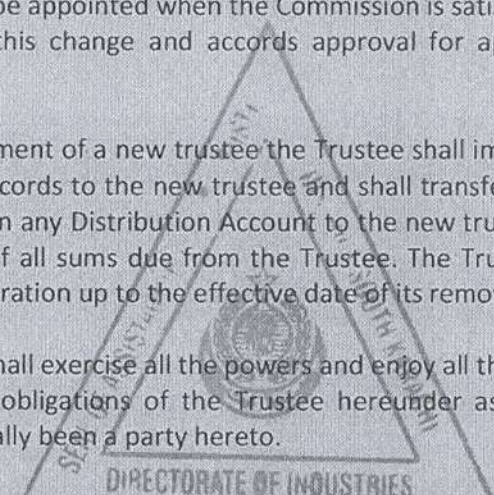 be appointed when the Commission is sati
this change and accords approval for a
ment of a new trustee the Trustee shall im
cords to the new trustee and shall transfe
n any Distribution Account to the new tru
f all sums due from the Trustee. The Tru
ration up to the effective date of its remov
hall exercise all the powers and enjoy all th
obligations of the Trustee hereunder as
ally been a party hereto.
DIRECTORATE OF INDUSTRIES